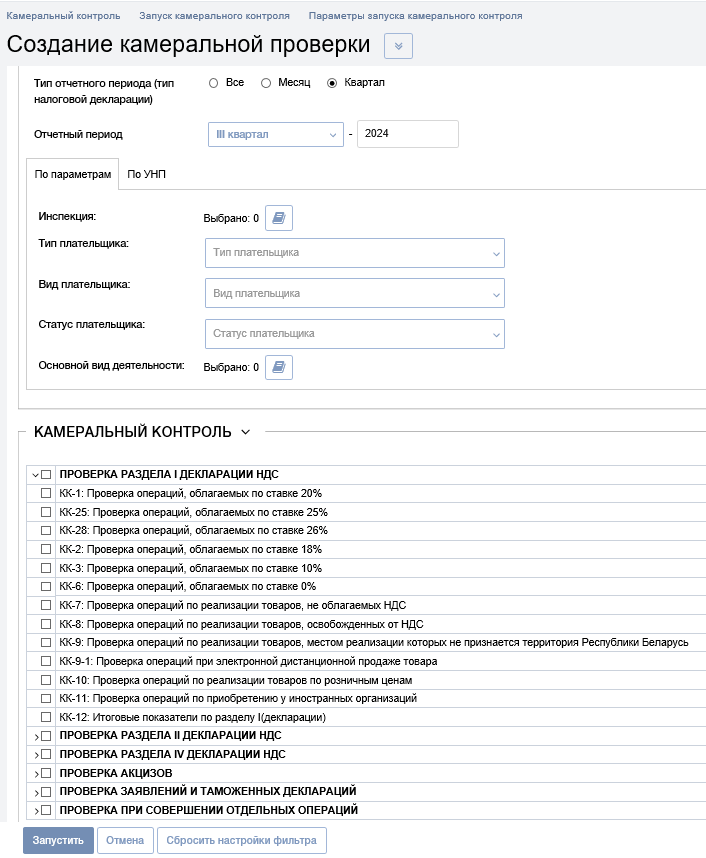 Камеральный контроль Запуск камерального контроля Параметры запуска камерального контроля
Создание камеральной проверки
Тип отчетного периода (тип
налоговой декларации)
Все Месяц Квартал
Отчетный период III квартал - 2024
По параметрам По УНП
Инспекция: Выбрано: 0
Тип плательщика: Тип плательщика
Вид плательщика: Вид плательщика
Статус плательщика: Статус плательщика
Основной вид деятельности: Выбрано: 0
КАМЕРАЛЬНЫЙ КОНТРОЛЬ
ПРОВЕРКА РАЗДЕЛА I ДЕКЛАРАЦИИ НДС
КК-1: Проверка операций, облагаемых по ставке 20%
КК-25: Проверка операций, облагаемых по ставке 25%
КК-28: Проверка операций, облагаемых по ставке 26%
КК-2: Проверка операций, облагаемых по ставке 18%
КК-3: Проверка операций, облагаемых по ставке 10%
КК-6: Проверка операций, облагаемых по ставке 0%
КК-7: Проверка операций по реализации товаров, не облагаемых НДС
КК-8: Проверка операций по реализации товаров, освобожденных от НДС
КК-9: Проверка операций по реализации товаров, местом реализации которых не признается территория Республики Беларусь
КК-9-1: Проверка операций при электронной дистанционной продаже товара
КК-10: Проверка операций по реализации товаров по розничным ценам
КК-11: Проверка операций по приобретению у иностранных организаций
КК-12: Итоговые показатели по разделу I(декларации)
ПРОВЕРКА РАЗДЕЛА II ДЕКЛАРАЦИИ НДС
ПРОВЕРКА РАЗДЕЛА IV ДЕКЛАРАЦИИ НДС
ПРОВЕРКА АКЦИЗОВ
ПРОВЕРКА ЗАЯВЛЕНИЙ И ТАМОЖЕННЫХ ДЕКЛАРАЦИЙ
ПРОВЕРКА ПРИ СОВЕРШЕНИИ ОТДЕЛЬНЫХ ОПЕРАЦИЙ
Запустить Отмена Сбросить настройки фильтра